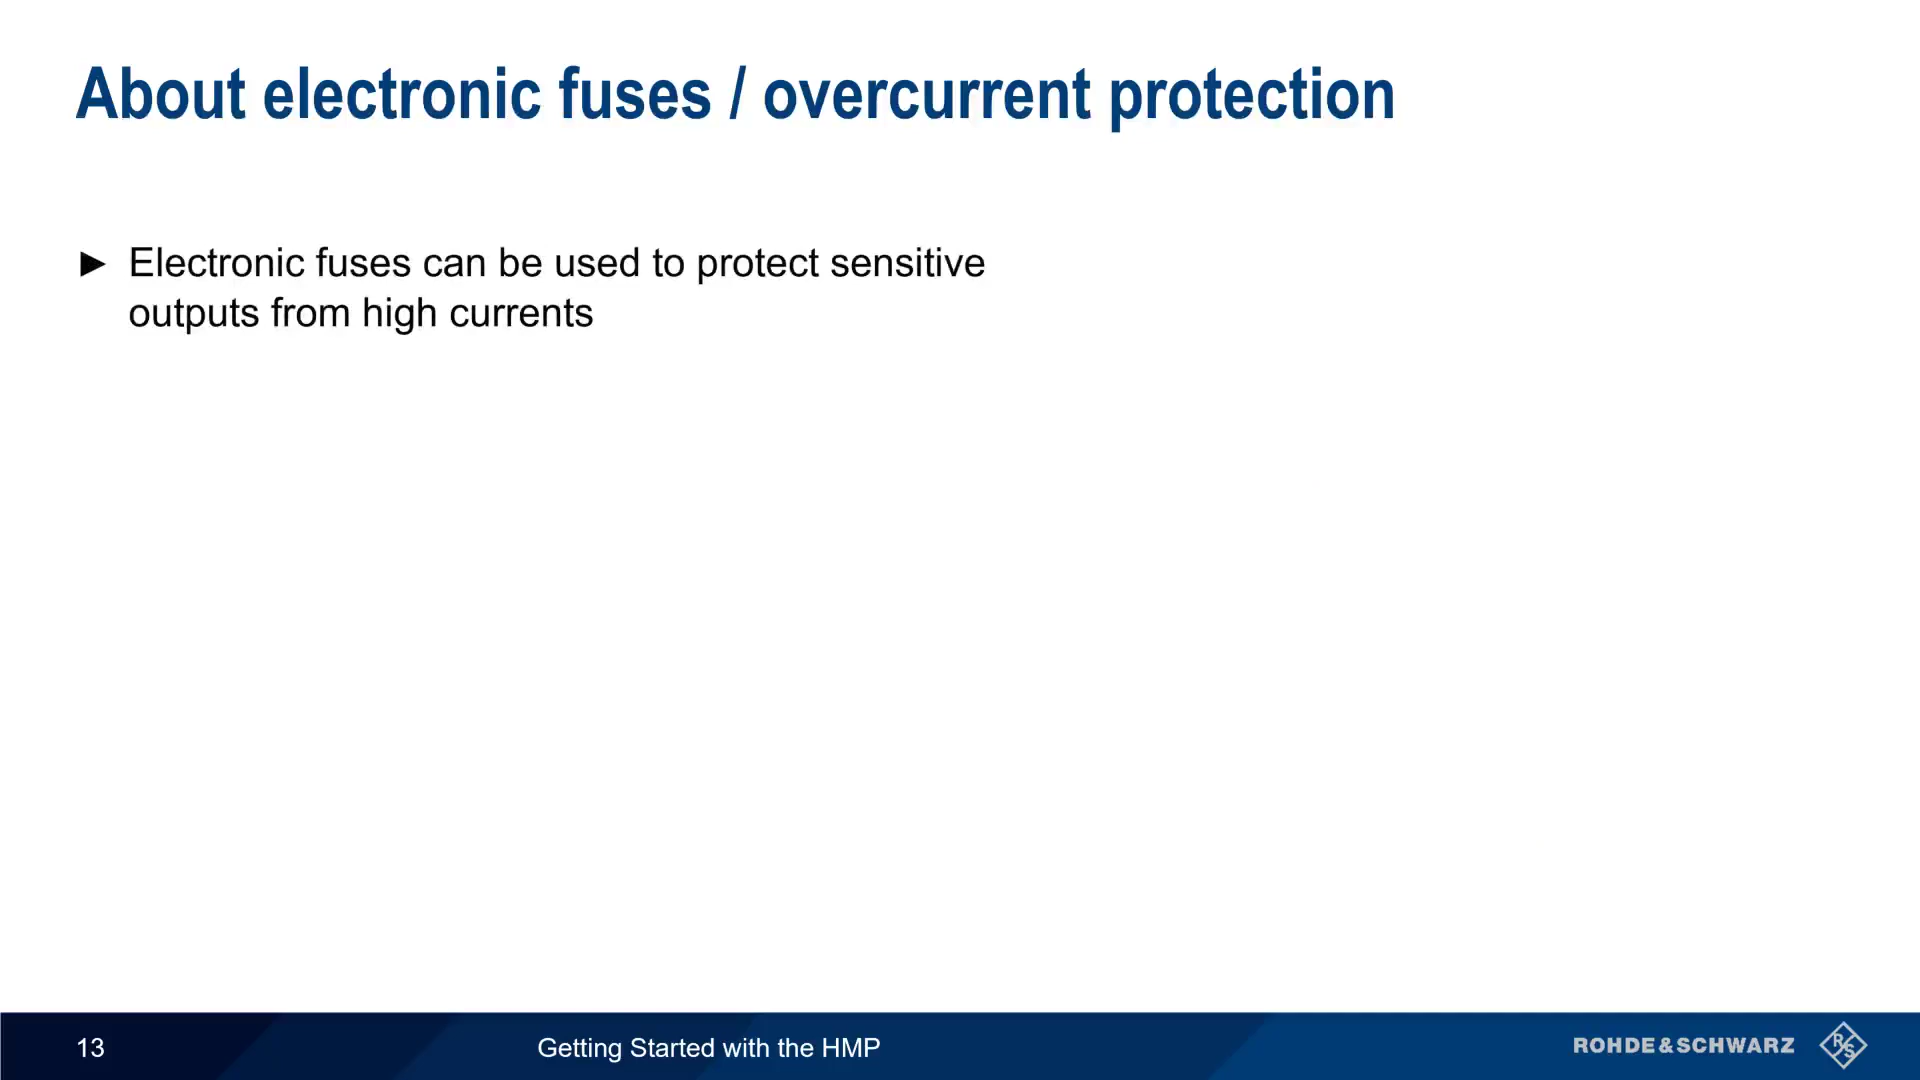 About electronic fuses / overcurrent protection
► Electronic fuses can be used to protect sensitive
outputs from high currents
13
Getting Started with the HMP
ROHDE&SCHWARZ
R S